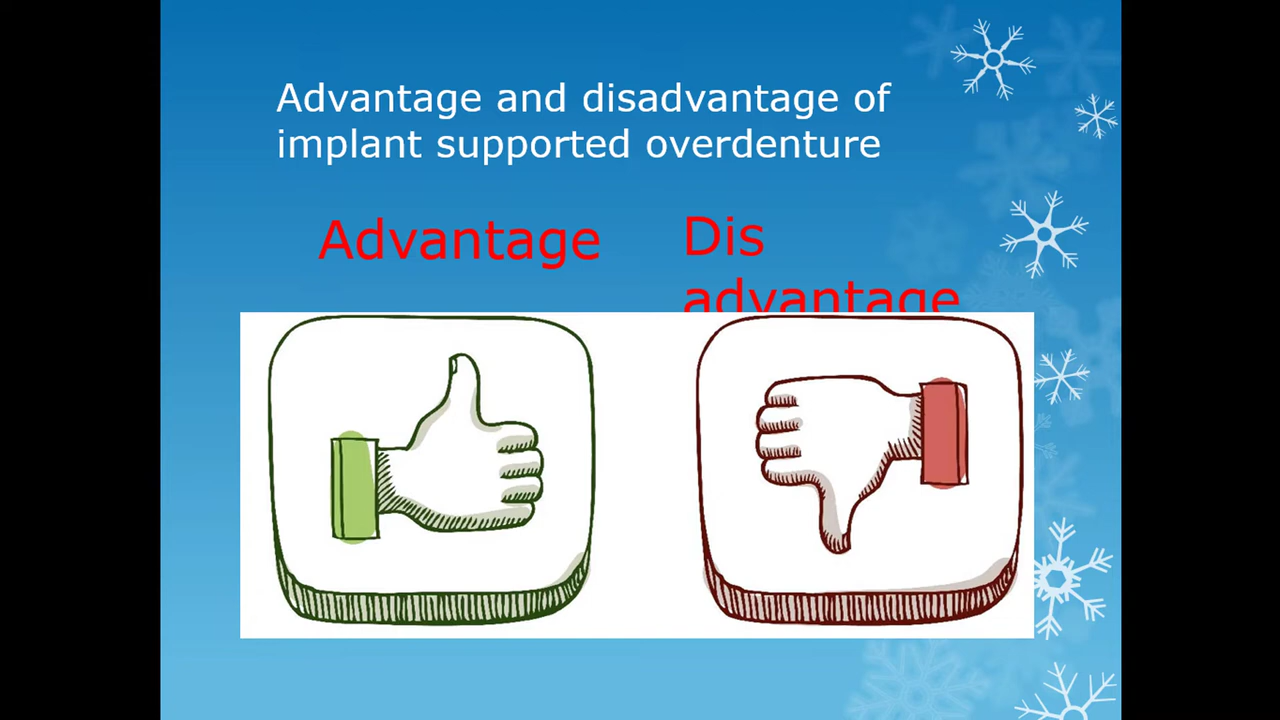 Advantage and disadvantage of
implant supported overdenture
Advantage
Dis
advantage